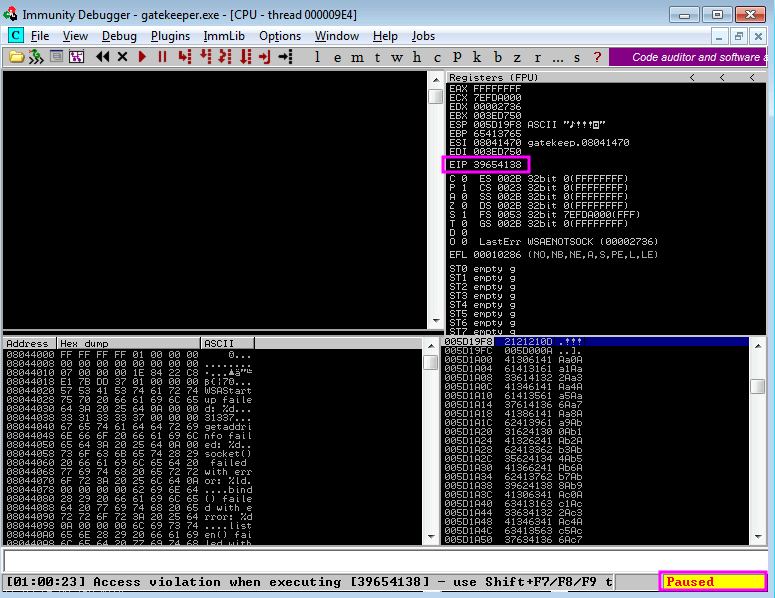 Immunity Debugger - gatekeeper.exe - [CPU - thread 000009E4]
C File View Debug Plugins ImmLib Options Window Help Jobs
l e m t w h c P k b z r ... s ? Code auditor and software a
Registers (FPU) < < <
EAX FFFFFFFF
ECX 7EFDA000
EDX 00002736
EBX 003ED750
ESP 005D19F8 ASCII "♪!!!◙"
EBP 65413765
ESI 08041470 gatekeep.08041470
EDI 003ED750
EIP 39654138
C 0 ES 002B 32bit 0(FFFFFFFF)
P 1 CS 0023 32bit 0(FFFFFFFF)
A 0 SS 002B 32bit 0(FFFFFFFF)
Z 0 DS 002B 32bit 0(FFFFFFFF)
S 1 FS 0053 32bit 7EFDA000(FFF)
T 0 GS 002B 32bit 0(FFFFFFFF)
D 0
O 0 LastErr WSAENOTSOCK (00002736)
EFL 00010286 (NO,NB,NE,A,S,PE,L,LE)
ST0 empty g
ST1 empty g
ST2 empty g
ST3 empty g
ST4 empty g
ST5 empty g
ST6 empty g
ST7 empty g
Address Hex dump ASCII
08044000 FF FF FF FF 01 00 00 00 0...
08044008 00 00 00 00 00 00 00 00 ........
08044010 07 00 00 00 1E 84 22 C8
08044018 E1 7B DD 37 01 00 00 00
08044020 57 53 41 53 74 61 72 74 WSAStart
08044028 75 70 20 66 61 69 6C 65 up faile
08044030 64 3A 20 25 64 0A 00 00 d: %d..
08044038 33 31 33 33 37 00 00 00 31337...
08044040 67 65 74 61 64 64 72 69 getaddri
08044048 6E 66 6F 20 66 61 69 6C nfo fail
08044050 65 64 3A 20 25 64 0A 00 ed: %d..
08044058 73 6F 63 6B 65 74 28 29 socket()
08044060 20 66 61 69 6C 65 64 20 failed
08044068 77 69 74 68 20 65 72 72 with err
08044070 6F 72 3A 20 25 6C 64 0A or: %ld.
08044078 00 00 00 00 62 69 6E 64 ....bind
08044080 28 29 20 66 61 69 6C 65 () faile
08044088 64 20 77 69 74 68 20 65 d with e
08044090 72 72 6F 72 3A 20 25 64 rror: %d
08044098 0A 00 00 00 6C 69 73 74 ....list
080440A0 65 6E 28 29 20 66 61 69 en() fai
080440A8 6C 65 64 20 77 69 74 68 led with
005D19F8 2121210D .!!!
005D19FC 005D000A ..].
005D1A00 41306141 Aa0A
005D1A04 61413161 a1Aa
005D1A08 33614132 2Aa3
005D1A0C 41346141 Aa4A
005D1A10 61413561 a5Aa
005D1A14 37614136 6Aa7
005D1A18 41386141 Aa8A
005D1A1C 62413961 a9Ab
005D1A20 31624130 0Ab1
005D1A24 41326241 Ab2A
005D1A28 62413362 b3Ab
005D1A2C 35624134 4Ab5
005D1A30 41366241 Ab6A
005D1A34 62413762 b7Ab
005D1A38 39624138 8Ab9
005D1A3C 41306341 Ac0A
005D1A40 63413163 c1Ac
005D1A44 33634132 2Ac3
005D1A48 41346341 Ac4A
005D1A4C 63413563 c5Ac
005D1A50 37634136 6Ac7
[01:00:23] Access violation when executing [39654138] - use Shift+F7/F8/F9 t
Paused